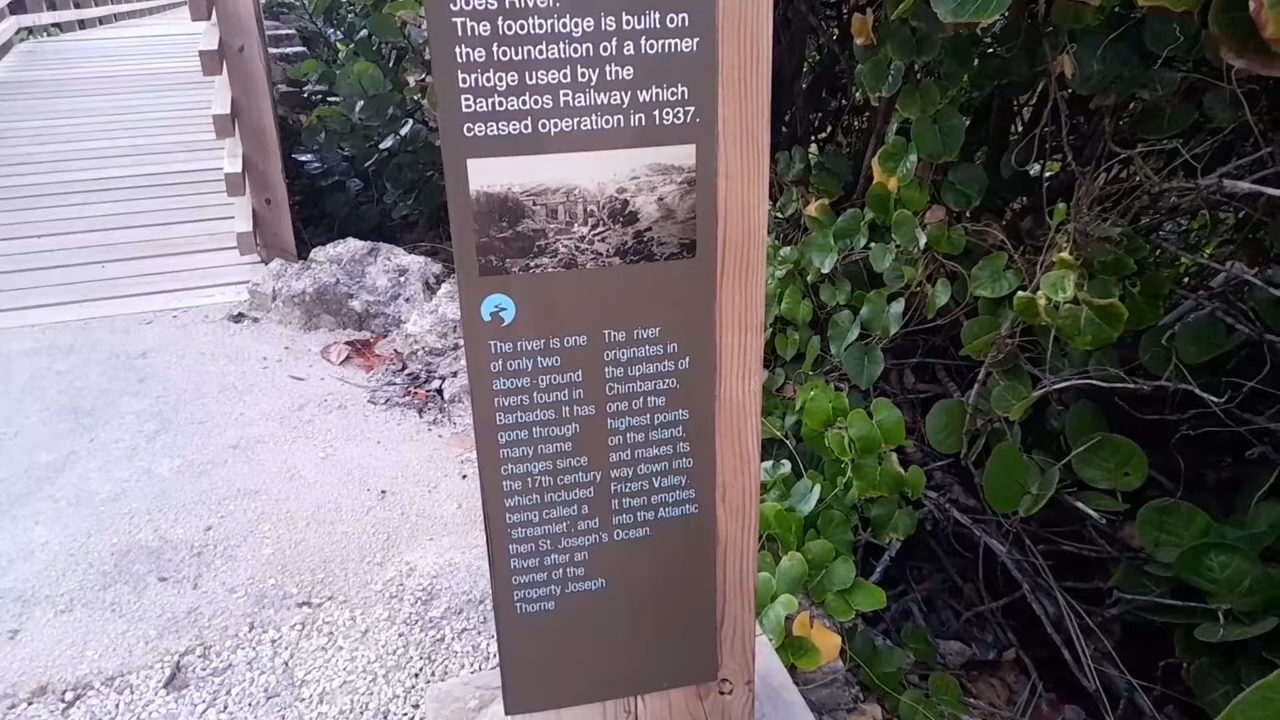 Joes River.
The footbridge is built on
the foundation of a former
bridge used by the
Barbados Railway which
ceased operation in 1937.
The river is one
of only two
above-ground
rivers found in
Barbados. It has
gone through
many name
changes since
the 17th century
which included
being called a
'streamlet', and
then St. Joseph's
River after an
owner of the
property Joseph
Thorne
The river
originates in
the uplands of
Chimbarazo,
one of the
highest points
on the island,
and makes its
way down into
Frizers Valley.
It then empties
into the Atlantic
Ocean.